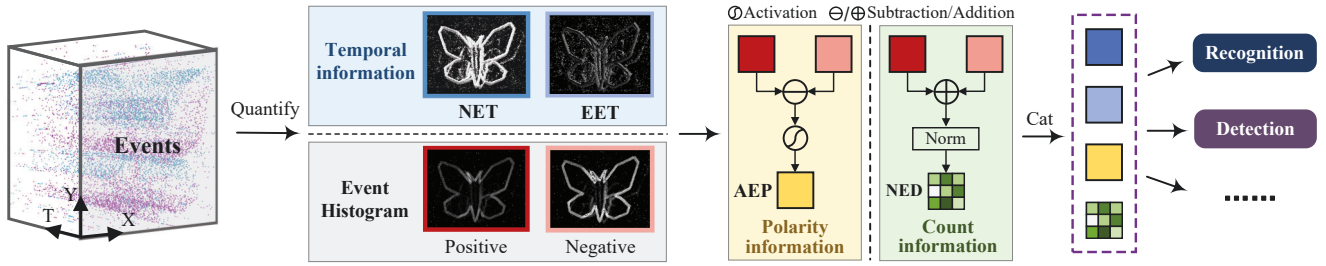 Events
Y
T
X
Quantify
Temporal
information
NET
EET
Event
Histogram
Positive
Negative
Activation
/
Subtraction/Addition
AEP
Polarity
information
Norm
NED
Count
information
Cat
Recognition
Detection
......